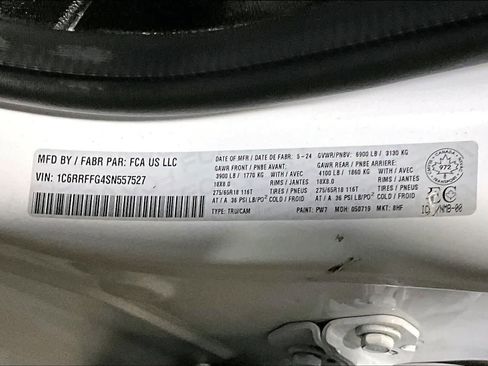 MFD BY / FABR PAR: FCA US LLC
VIN: 1C6RRFFG4SN557527
DATE OF MFR / DATE DE FABR: 5-24 GVWR/PNBV: 6900 LB / 3130 KG
GAWR FRONT / PNBE AVANT: GAWR REAR / PNBE ARRIERE:
3900 LB / 1770 KG WITH / AVEC 4100 LB / 1860 KG WITH / AVEC
18X8.0 RIMS / JANTES 18X8.0 RIMS / JANTES
275/65R18 116T TIRES / PNEUS 275/65R18 116T TIRES / PNEUS
AT / A 36 PSI LB/PO² COLD / FROID AT / A 36 PSI LB/PO² COLD / FROID
TYPE: TRU/CAM PAINT: PW7 MDH: 050719 MKT: BHF
CANADA
972